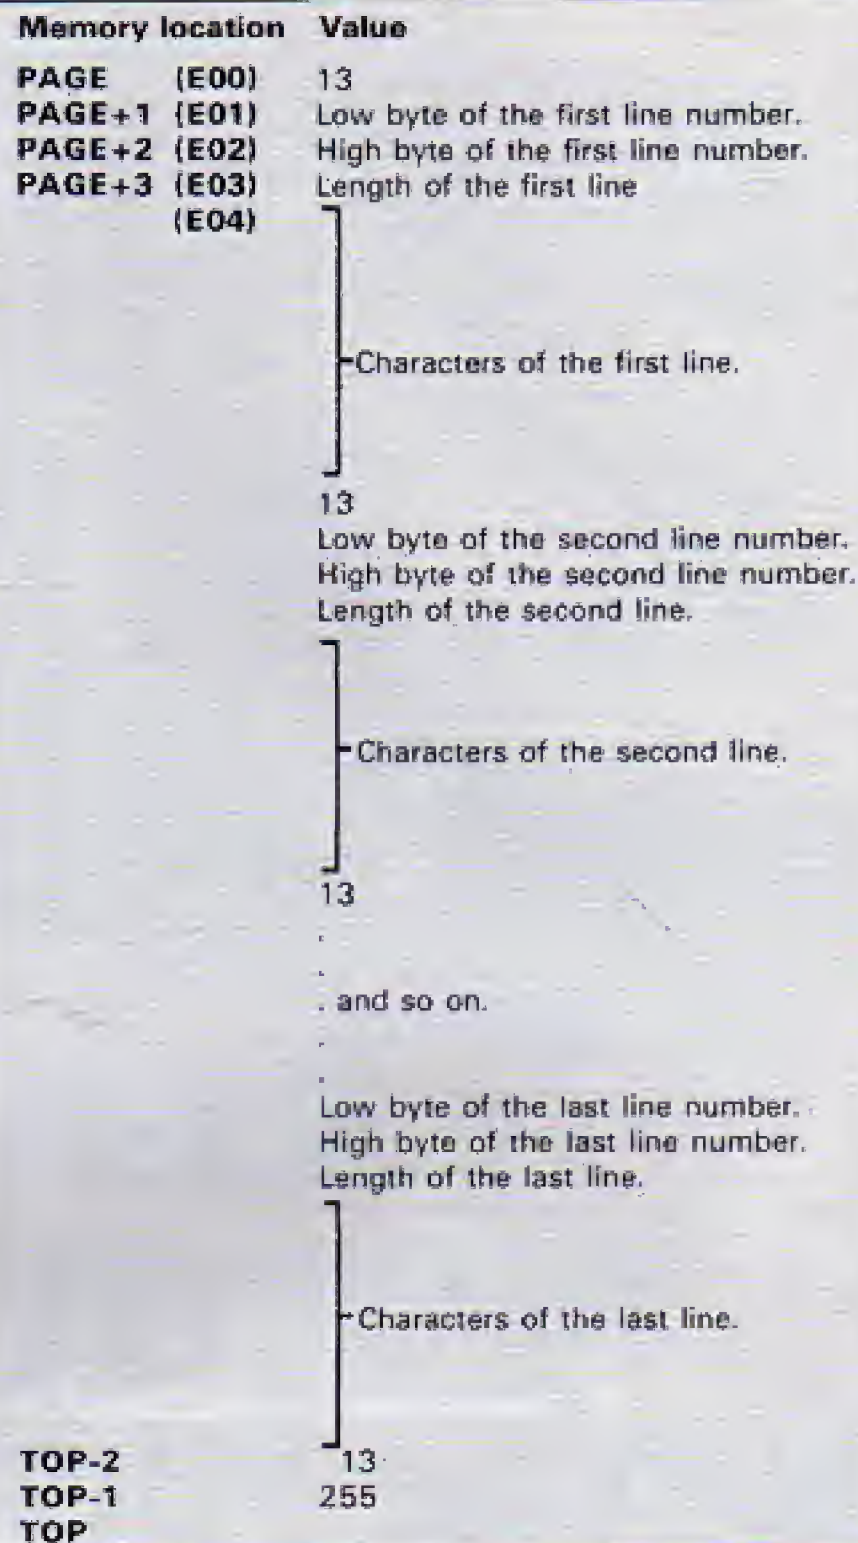 Memory location Value
PAGE (E00) 13
PAGE+1 (E01) Low byte of the first line number.
PAGE+2 (E02) High byte of the first line number.
PAGE+3 (E03) Length of the first line
(E04)
Characters of the first line.
13
Low byte of the second line number.
High byte of the second line number.
Length of the second line.
Characters of the second line.
13
.
.
. and so on.
.
.
Low byte of the last line number.
High byte of the last line number.
Length of the last line.
Characters of the last line.
TOP-2 13
TOP-1 255
TOP